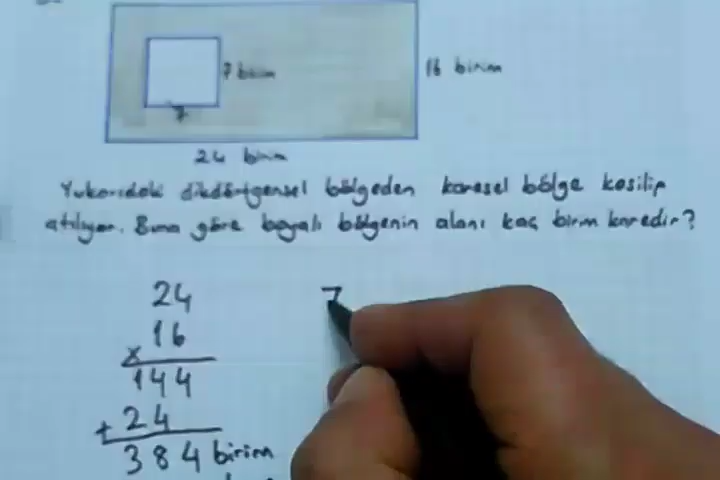 7 birim
16 birim
7
24 birim
Yukarıdaki dikdörtgensel bölgeden karesel bölge kesilip
atılıyor. Buna göre boyalı bölgenin alanı kaç birim karedir?
24
16
x
144
+ 24
384 birim
7